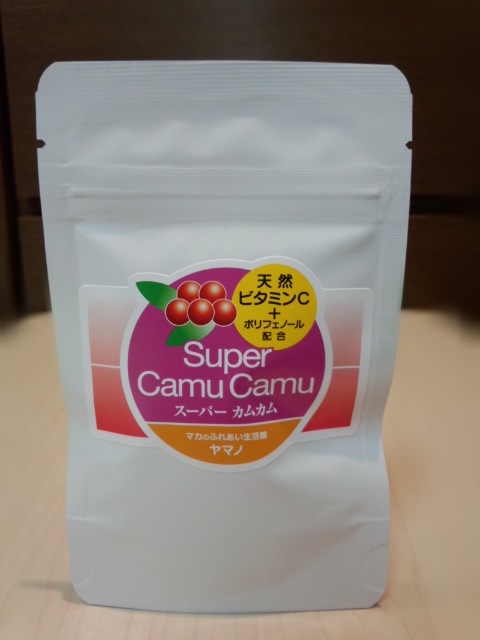 天然
ビタミンC
+
ポリフェノール
配合
Super
Camu Camu
スーパー カムカム
マカのふれあい生活館
ヤマノ